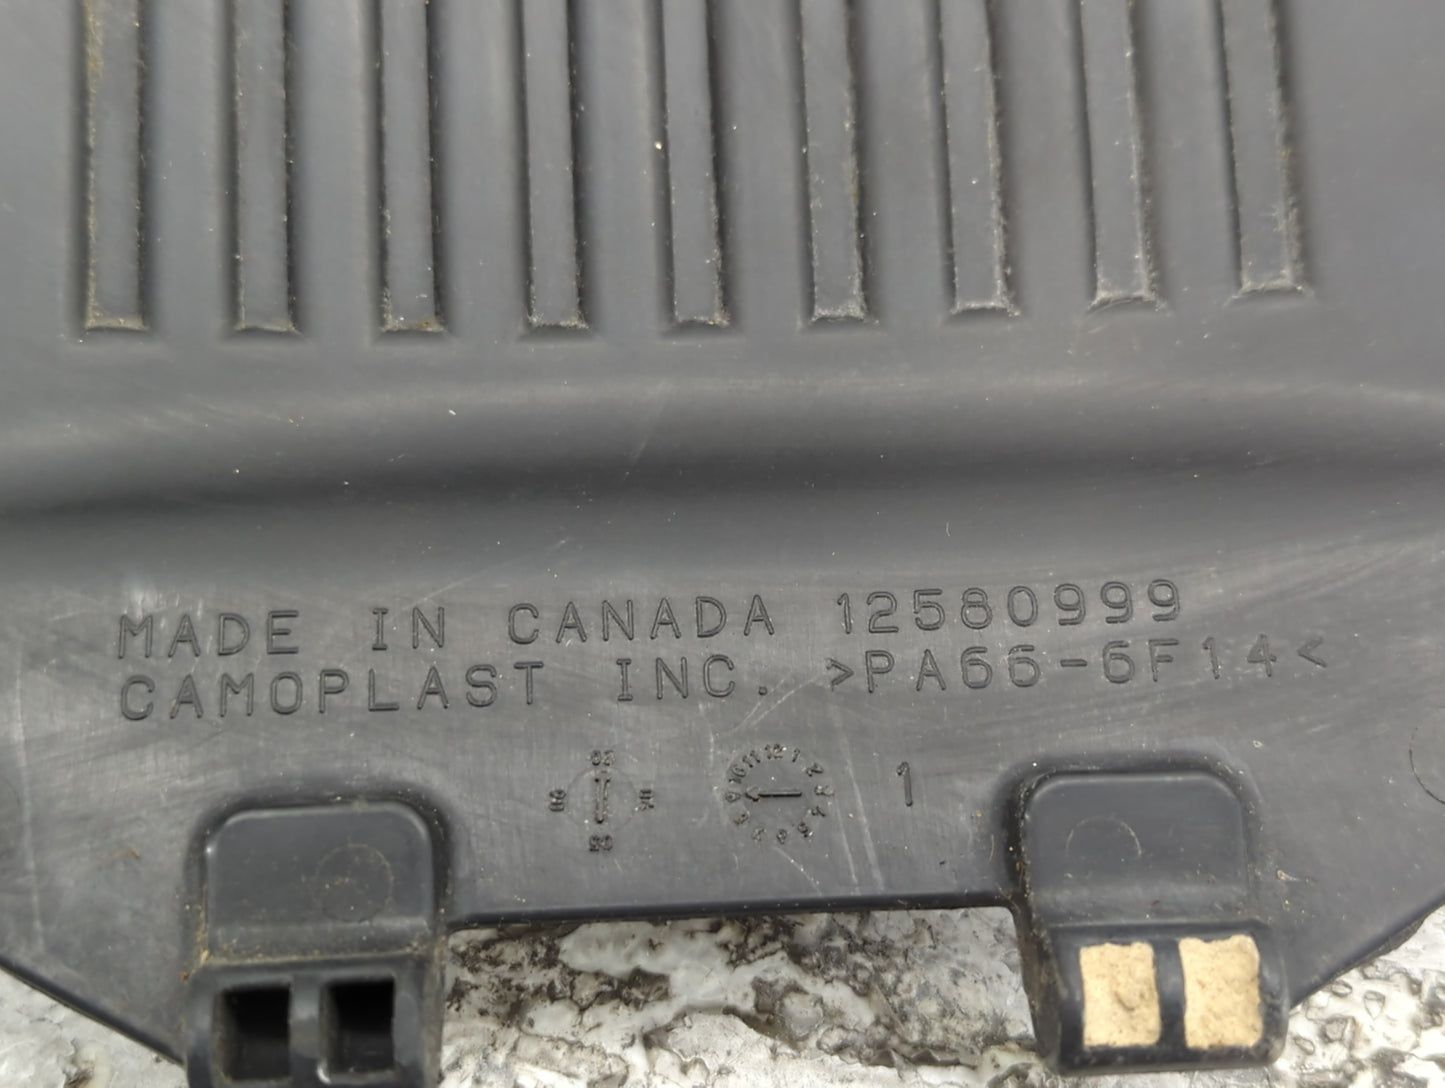 MADE IN CANADA 12580999
CAMOPLAST INC. >PA66-6F14<
1